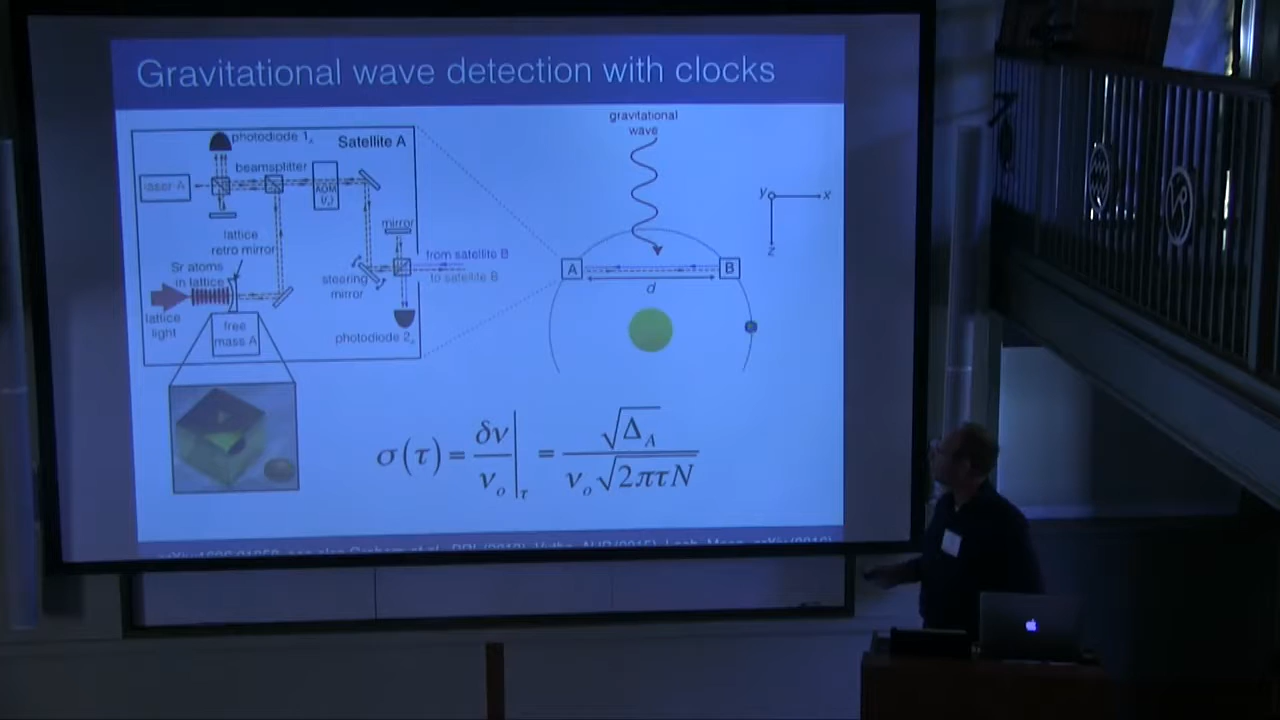 Gravitational wave detection with clocks
photodiode 1
Satellite A
beamsplitter
laser A
AOM
lattice
retro mirror
mirror
from satellite B
to satellite B
Sr atoms
in lattice
steering
mirror
lattice
light
free
mass A
photodiode 2
gravitational
wave
y
x
z
A
B
d
σ(τ) = δν/ν₀|τ = √Δ_A / ν₀√2πτN